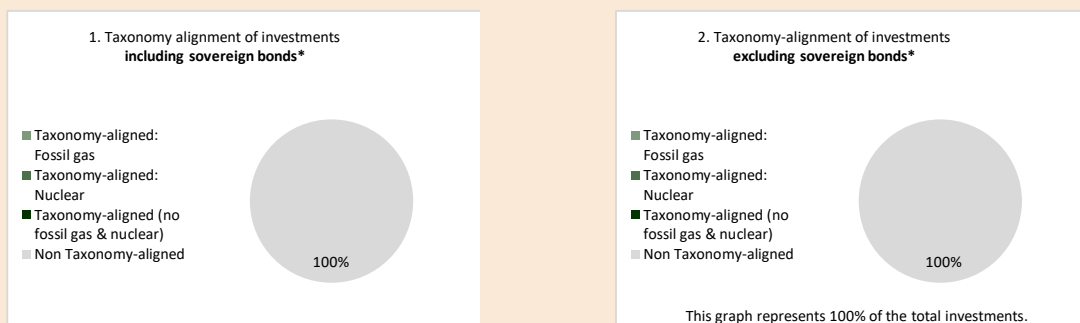 1. Taxonomy alignment of investments
including sovereign bonds*
Taxonomy-aligned:
Fossil gas
Taxonomy-aligned:
Nuclear
Taxonomy-aligned (no
fossil gas & nuclear)
Non Taxonomy-aligned
100%
2. Taxonomy-alignment of investments
excluding sovereign bonds*
Taxonomy-aligned:
Fossil gas
Taxonomy-aligned:
Nuclear
Taxonomy-aligned (no
fossil gas & nuclear)
Non Taxonomy-aligned
100%
This graph represents 100% of the total investments.